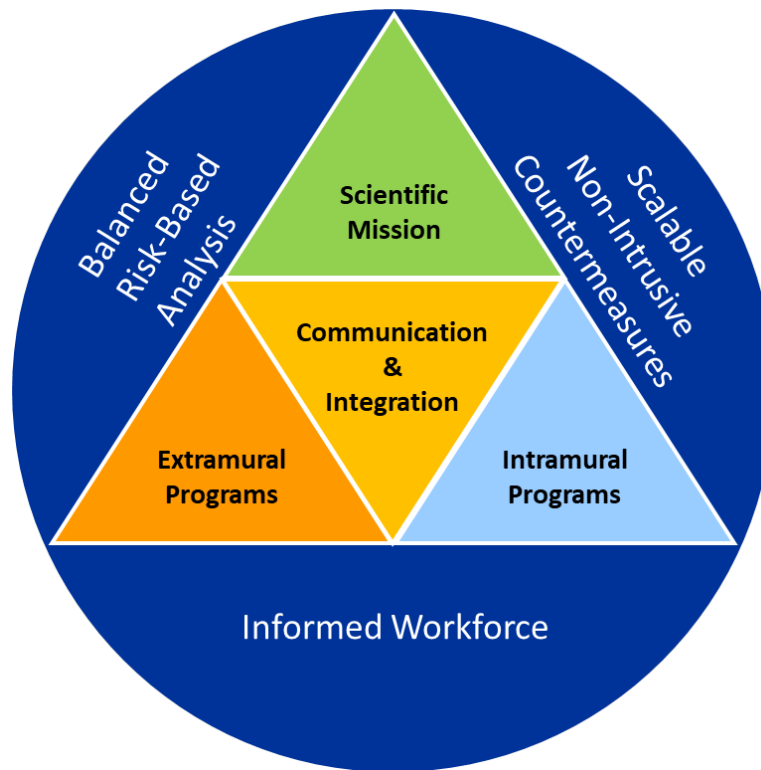 Scientific
Mission
Balanced
Risk-Based
Analysis
Scalable
Non-Intrusive
Countermeasures
Communication
&
Integration
Extramural
Programs
Intramural
Programs
Informed Workforce